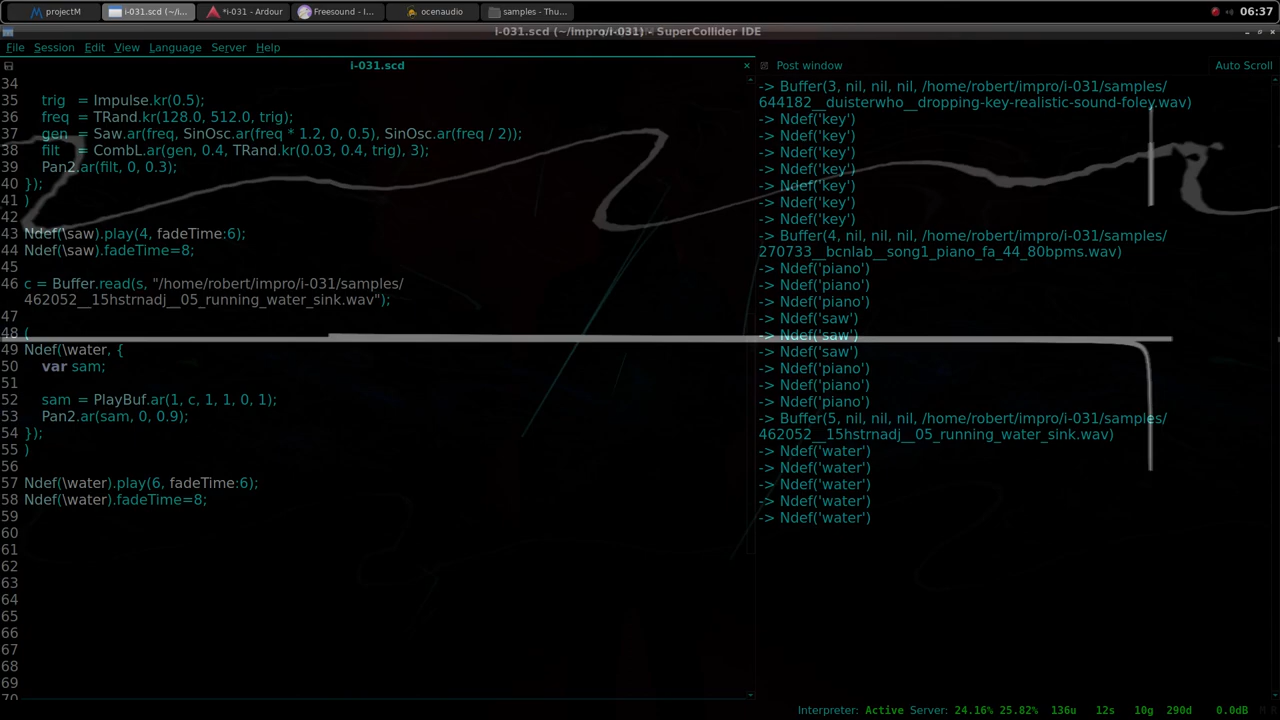 projectM
i-031.scd (~/i...
*i-031 - Ardour
Freesound - I...
ocenaudio
samples - Thu...
06:37
i-031.scd (~/impro/i-031) - SuperCollider IDE
File Session Edit View Language Server Help
i-031.scd
34
35 trig = Impulse.kr(0.5);
36 freq = TRand.kr(128.0, 512.0, trig);
37 gen = Saw.ar(freq, SinOsc.ar(freq * 1.2, 0, 0.5), SinOsc.ar(freq / 2));
38 filt = CombL.ar(gen, 0.4, TRand.kr(0.03, 0.4, trig), 3);
39 Pan2.ar(filt, 0, 0.3);
40 });
41 )
42
43 Ndef(\saw).play(4, fadeTime:6);
44 Ndef(\saw).fadeTime=8;
45
46 c = Buffer.read(s, "/home/robert/impro/i-031/samples/
462052__15hstrnadj__05_running_water_sink.wav");
47
48 (
49 Ndef(\water, {
50 var sam;
51
52 sam = PlayBuf.ar(1, c, 1, 1, 0, 1);
53 Pan2.ar(sam, 0, 0.9);
54 });
55 )
56
57 Ndef(\water).play(6, fadeTime:6);
58 Ndef(\water).fadeTime=8;
59
60
61
62
63
64
65
66
67
68
69
70
Post window
Auto Scroll
-> Buffer(3, nil, nil, nil, /home/robert/impro/i-031/samples/
644182__duisterwho__dropping-key-realistic-sound-foley.wav)
-> Ndef('key')
-> Ndef('key')
-> Ndef('key')
-> Ndef('key')
-> Ndef('key')
-> Ndef('key')
-> Ndef('key')
-> Buffer(4, nil, nil, nil, /home/robert/impro/i-031/samples/
270733__bcnlab__song1_piano_fa_44_80bpms.wav)
-> Ndef('piano')
-> Ndef('piano')
-> Ndef('piano')
-> Ndef('saw')
-> Ndef('saw')
-> Ndef('saw')
-> Ndef('piano')
-> Ndef('piano')
-> Ndef('piano')
-> Buffer(5, nil, nil, nil, /home/robert/impro/i-031/samples/
462052__15hstrnadj__05_running_water_sink.wav)
-> Ndef('water')
-> Ndef('water')
-> Ndef('water')
-> Ndef('water')
-> Ndef('water')
Interpreter: Active Server: 24.16% 25.82% 136u 12s 10g 290d 0.0dB M R